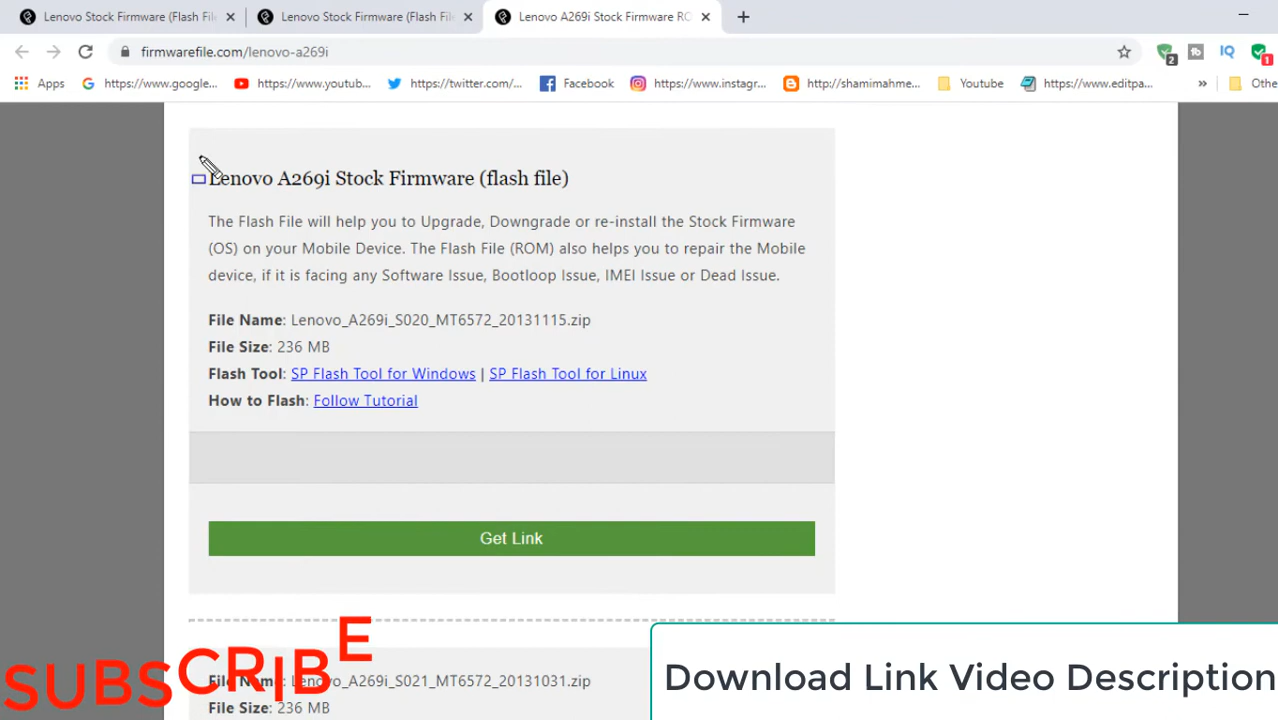 Lenovo Stock Firmware (Flash Fil
Lenovo Stock Firmware (Flash File
Lenovo A269i Stock Firmware RO
firmwarefile.com/lenovo-a269i
2
IQ
1
Apps
https://www.google...
https://www.youtub...
https://twitter.com/...
Facebook
https://www.instagr...
http://shamimahme...
Youtube
https://www.editpa...
»
Othe
Lenovo A269i Stock Firmware (flash file)
The Flash File will help you to Upgrade, Downgrade or re-install the Stock Firmware
(OS) on your Mobile Device. The Flash File (ROM) also helps you to repair the Mobile
device, if it is facing any Software Issue, Bootloop Issue, IMEI Issue or Dead Issue.
File Name: Lenovo_A269i_S020_MT6572_20131115.zip
File Size: 236 MB
Flash Tool: SP Flash Tool for Windows | SP Flash Tool for Linux
How to Flash: Follow Tutorial
Get Link
SUBSCRIBE
File Name: Lenovo_A269i_S021_MT6572_20131031.zip
File Size: 236 MB
Download Link Video Description